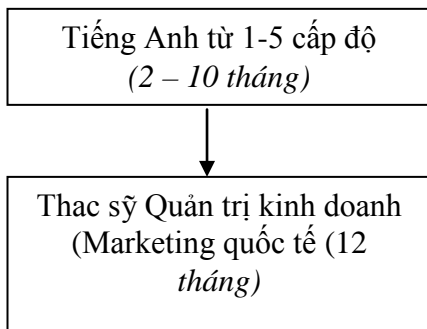 Tiếng Anh từ 1-5 cấp độ
(2 – 10 tháng)
Thac sỹ Quản trị kinh doanh
(Marketing quốc tế (12
tháng)